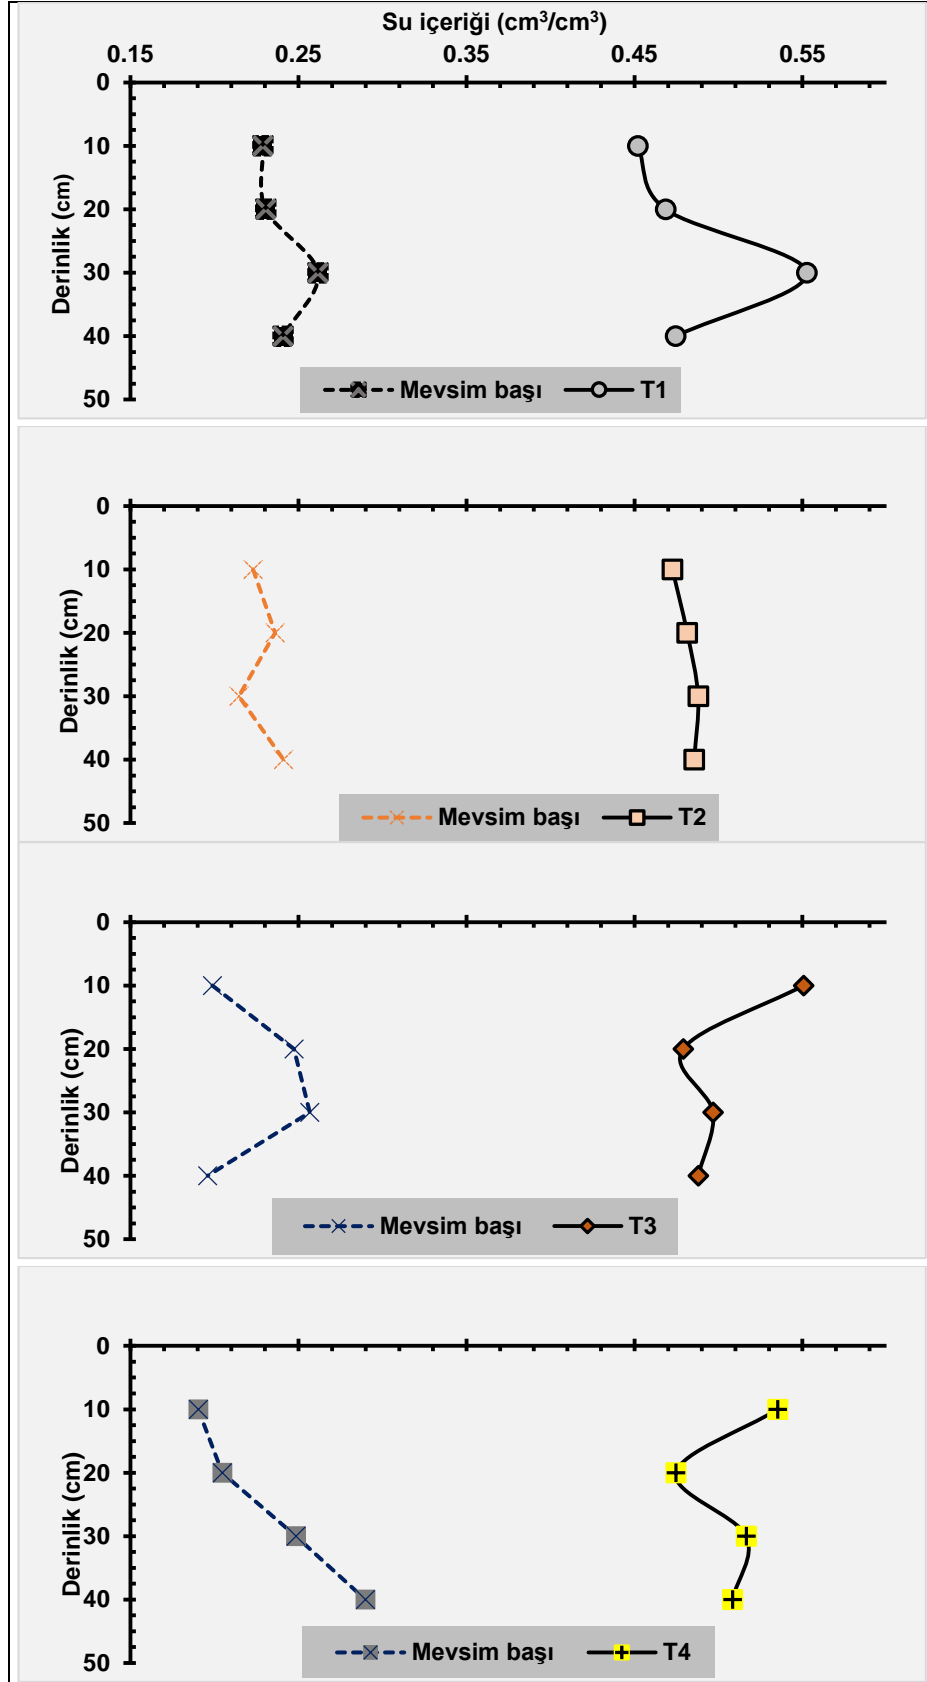 Su içeriği (cm³/cm³)
0.15 0.25 0.35 0.45 0.55
0
10
20
30
40
50
Derinlik (cm)
Mevsim başı T1
0
10
20
30
40
50
Derinlik (cm)
Mevsim başı T2
0
10
20
30
40
50
Derinlik (cm)
Mevsim başı T3
0
10
20
30
40
50
Derinlik (cm)
Mevsim başı T4